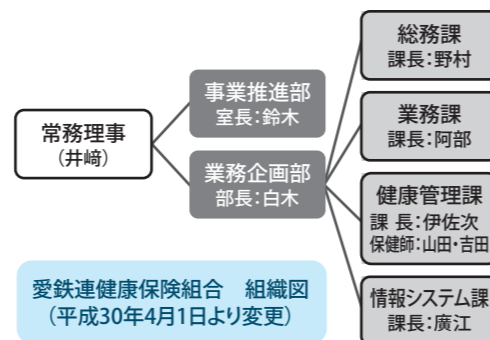 常務理事
(井﨑)
事業推進部
室長:鈴木
業務企画部
部長:白木
総務課
課長:野村
業務課
課長:阿部
健康管理課
課 長:伊佐次
保健師:山田・吉田
情報システム課
課長:廣江
愛鉄連健康保険組合 組織図
(平成30年4月1日より変更)